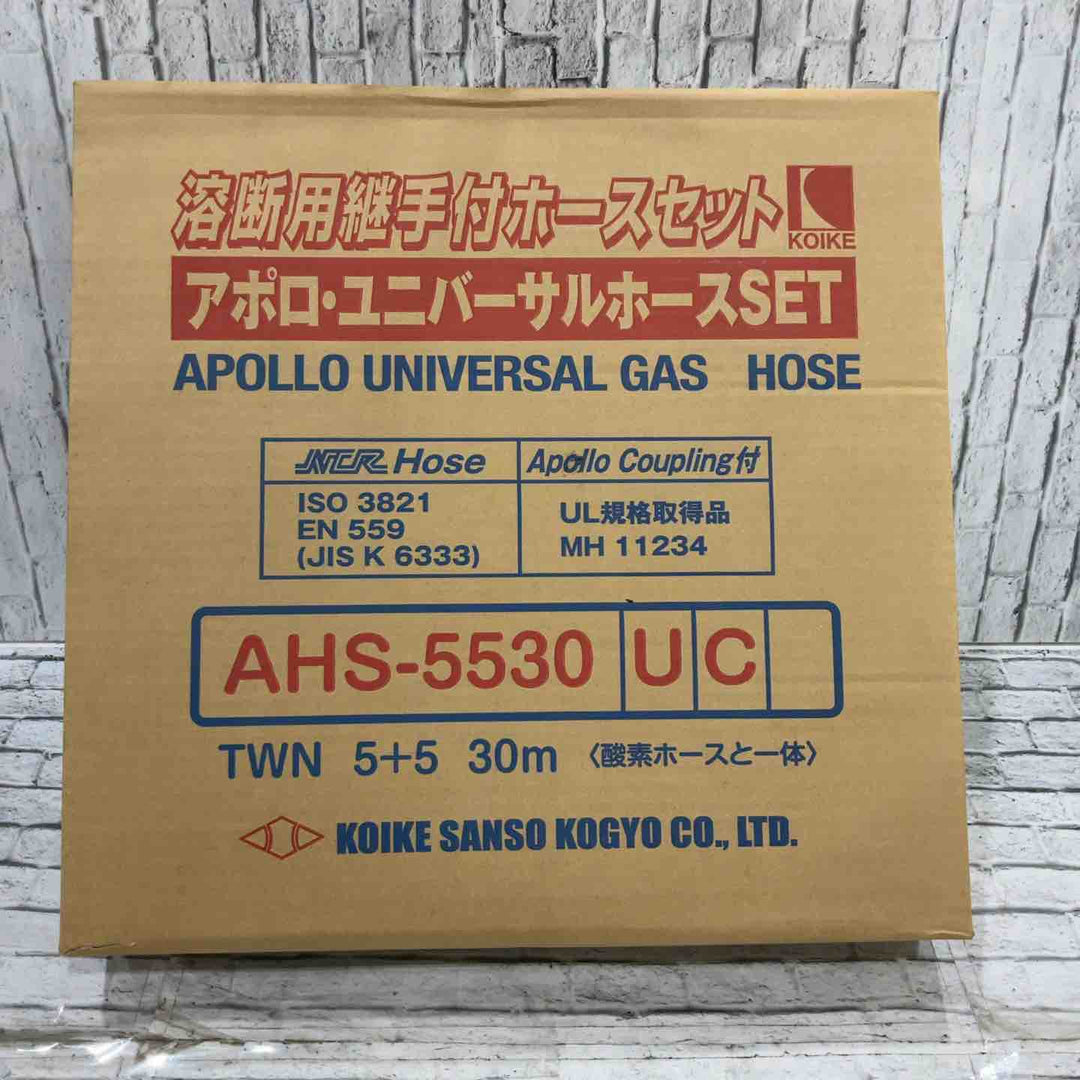 溶断用継手付ホースセット
KOIKE
アポロ・ユニバーサルホースSET
APOLLO UNIVERSAL GAS HOSE
NCR Hose
Apollo Coupling付
ISO 3821
EN 559
(JIS K 6333)
UL規格取得品
MH 11234
AHS-5530 U C
TWN 5+5 30m 〈酸素ホースと一体〉
KOIKE SANSO KOGYO CO., LTD.